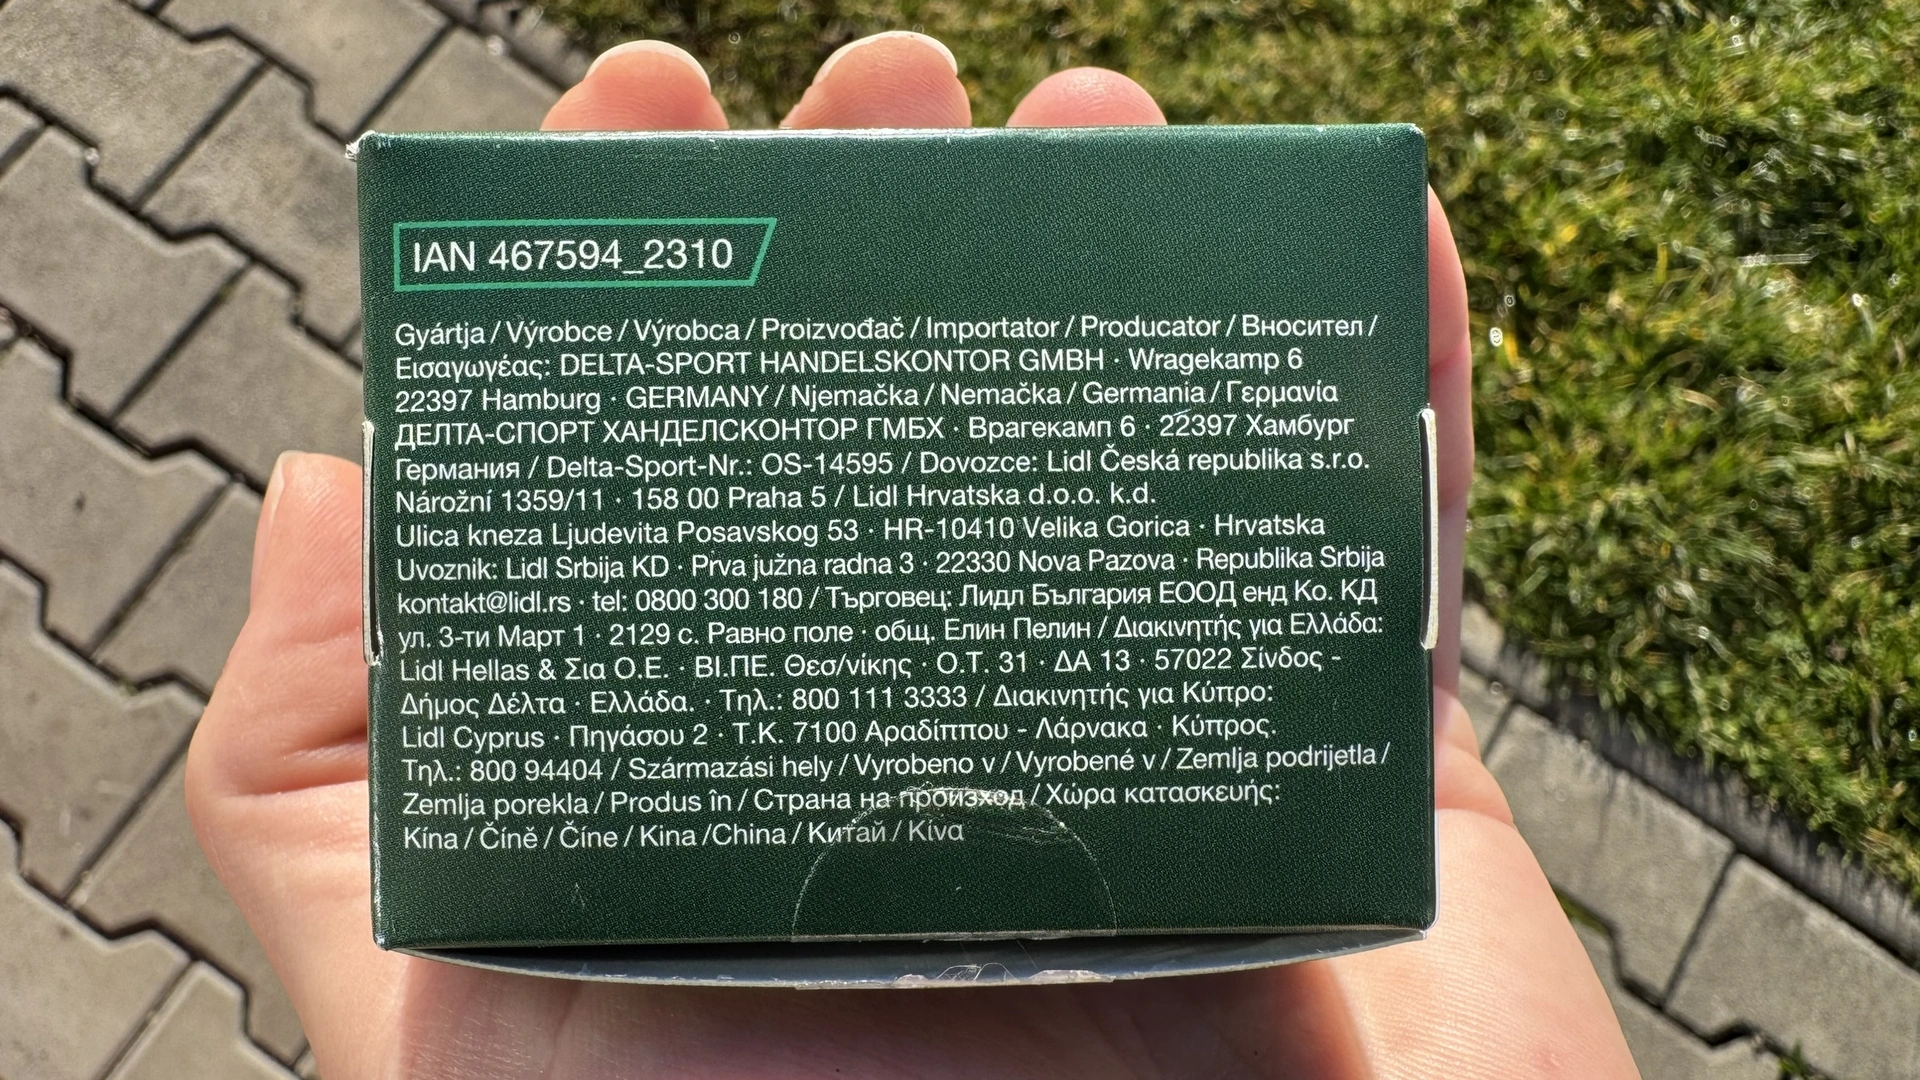 IAN 467594_2310
Gyártja / Výrobce / Výrobca / Proizvođač / Importator / Producator / Вносител /
Εισαγωγέας: DELTA-SPORT HANDELSKONTOR GMBH · Wragekamp 6
22397 Hamburg · GERMANY / Njemačka / Nemačka / Germania / Γερμανία
ДЕЛТА-СПОРТ ХАНДЕЛСКОНТОР ГМБХ · Врагекамп 6 · 22397 Хамбург
Германия / Delta-Sport-Nr.: OS-14595 / Dovozce: Lidl Česká republika s.r.o.
Nárožní 1359/11 · 158 00 Praha 5 / Lidl Hrvatska d.o.o. k.d.
Ulica kneza Ljudevita Posavskog 53 · HR-10410 Velika Gorica · Hrvatska
Uvoznik: Lidl Srbija KD · Prva južna radna 3 · 22330 Nova Pazova · Republika Srbija
kontakt@lidl.rs · tel: 0800 300 180 / Търговец: Лидл България ЕООД енд Ко. КД
ул. 3-ти Март 1 · 2129 с. Равно поле · общ. Елин Пелин / Διακινητής για Ελλάδα:
Lidl Hellas & Σια Ο.Ε. · ΒΙ.ΠΕ. Θεσ/νίκης · Ο.Τ. 31 · ΔΑ 13 · 57022 Σίνδος -
Δήμος Δέλτα · Ελλάδα. · Τηλ.: 800 111 3333 / Διακινητής για Κύπρο:
Lidl Cyprus · Πηγάσου 2 · Τ.Κ. 7100 Αραδίππου - Λάρνακα · Κύπρος.
Τηλ.: 800 94404 / Származási hely / Vyrobeno v / Vyrobené v / Zemlja podrijetla /
Zemlja porekla / Produs în / Страна на произход / Χώρα κατασκευής:
Kína / Číně / Číne / Kina /China / Китай / Κίνα